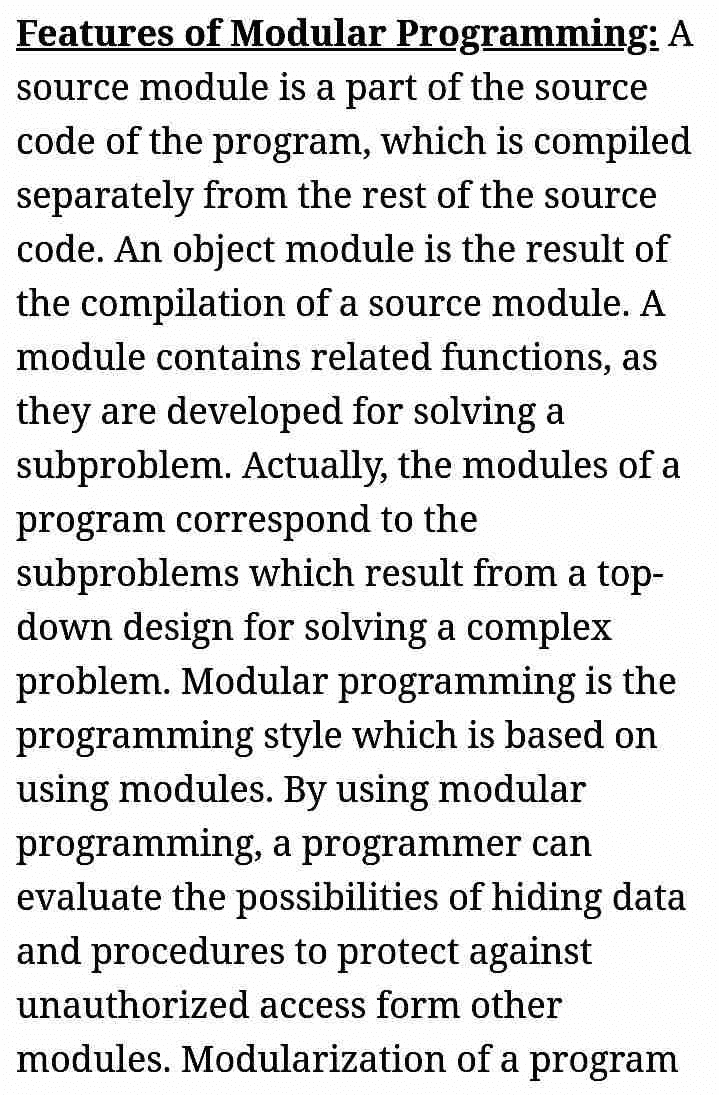 Features of Modular Programming: A
source module is a part of the source
code of the program, which is compiled
separately from the rest of the source
code. An object module is the result of
the compilation of a source module. A
module contains related functions, as
they are developed for solving a
subproblem. Actually, the modules of a
program correspond to the
subproblems which result from a top-
down design for solving a complex
problem. Modular programming is the
programming style which is based on
using modules. By using modular
programming, a programmer can
evaluate the possibilities of hiding data
and procedures to protect against
unauthorized access form other
modules. Modularization of a program